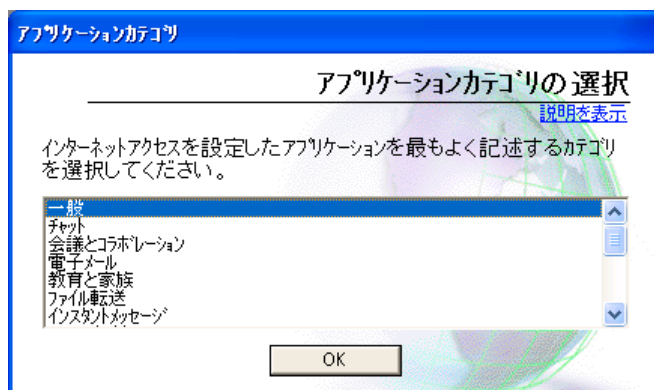 アプリケーションカテゴリ
アプリケーションカテゴリの選択
説明を表示
インターネットアクセスを設定したアプリケーションを最もよく記述するカテゴリ
を選択してください。
一般
チャット
会議とコラボレーション
電子メール
教育と家族
ファイル転送
インスタントメッセージ
OK